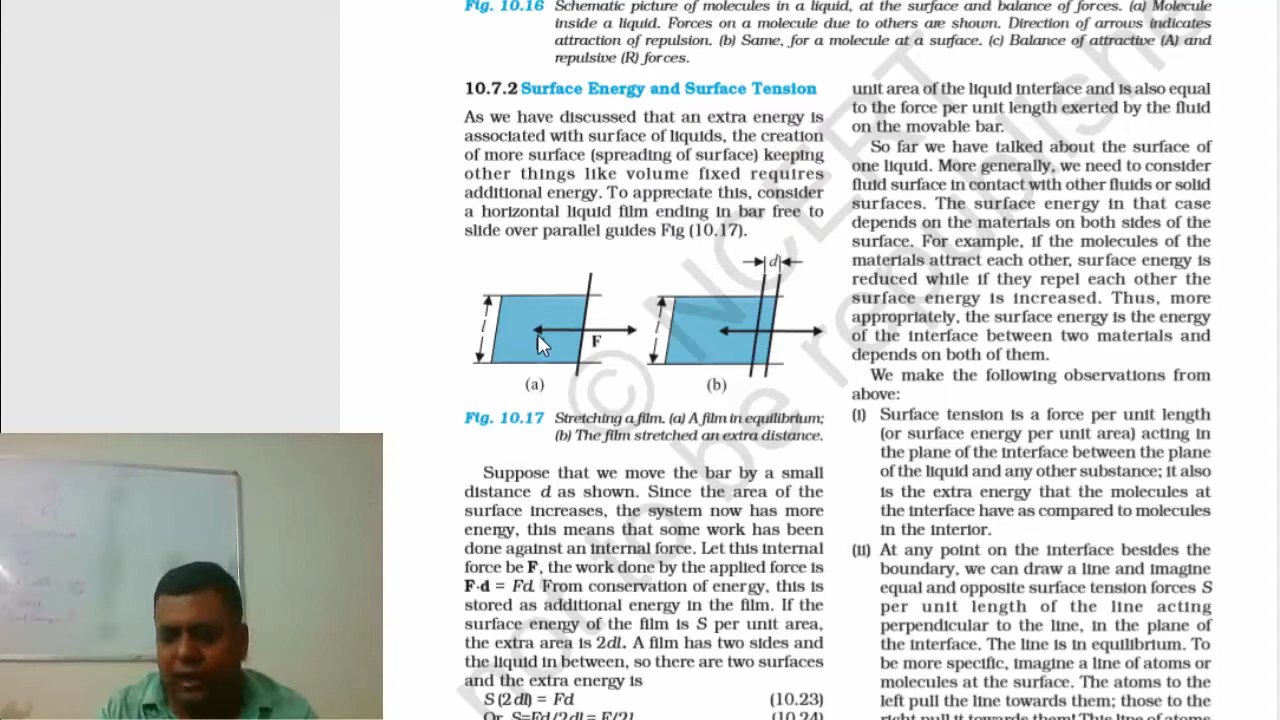 Fig. 10.16 Schematic picture of molecules in a liquid, at the surface and balance of forces. (a) Molecule
inside a liquid. Forces on a molecule due to others are shown. Direction of arrows indicates
attraction of repulsion. (b) Same, for a molecule at a surface. (c) Balance of attractive (A) and
repulsive (R) forces.
10.7.2 Surface Energy and Surface Tension
As we have discussed that an extra energy is
associated with surface of liquids, the creation
of more surface (spreading of surface) keeping
other things like volume fixed requires
additional energy. To appreciate this, consider
a horizontal liquid film ending in bar free to
slide over parallel guides Fig (10.17).
d
F
(a)
(b)
Fig. 10.17 Stretching a film. (a) A film in equilibrium;
(b) The film stretched an extra distance.
Suppose that we move the bar by a small
distance d as shown. Since the area of the
surface increases, the system now has more
energy, this means that some work has been
done against an internal force. Let this internal
force be F, the work done by the applied force is
F·d = Fd. From conservation of energy, this is
stored as additional energy in the film. If the
surface energy of the film is S per unit area,
the extra area is 2dl. A film has two sides and
the liquid in between, so there are two surfaces
and the extra energy is
S (2dl) = Fd (10.23)
Or S=Fd/2dl = F/2l (10.24)
unit area of the liquid interface and is also equal
to the force per unit length exerted by the fluid
on the movable bar.
So far we have talked about the surface of
one liquid. More generally, we need to consider
fluid surface in contact with other fluids or solid
surfaces. The surface energy in that case
depends on the materials on both sides of the
surface. For example, if the molecules of the
materials attract each other, surface energy is
reduced while if they repel each other the
surface energy is increased. Thus, more
appropriately, the surface energy is the energy
of the interface between two materials and
depends on both of them.
We make the following observations from
above:
(i) Surface tension is a force per unit length
(or surface energy per unit area) acting in
the plane of the interface between the plane
of the liquid and any other substance; it also
is the extra energy that the molecules at
the interface have as compared to molecules
in the interior.
(ii) At any point on the interface besides the
boundary, we can draw a line and imagine
equal and opposite surface tension forces S
per unit length of the line acting
perpendicular to the line, in the plane of
the interface. The line is in equilibrium. To
be more specific, imagine a line of atoms or
molecules at the surface. The atoms to the
left pull the line towards them; those to the
right pull it towards them! This line of atoms
© NCERT
not to be republished